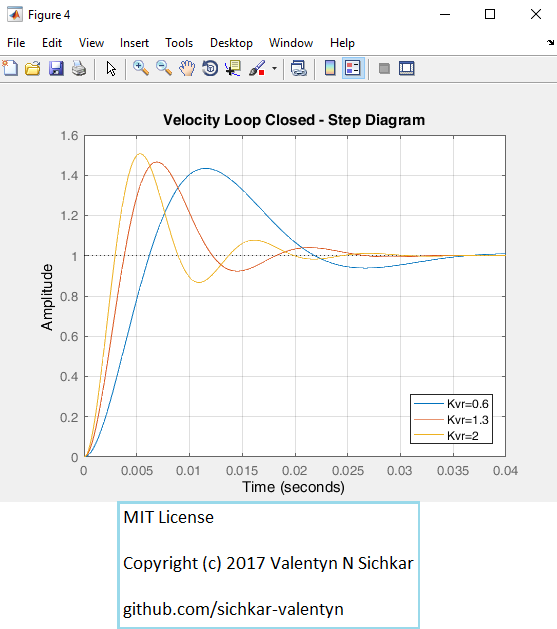 Figure 4
File Edit View Insert Tools Desktop Window Help
Velocity Loop Closed - Step Diagram
1.6
1.4
1.2
1
0.8
0.6
0.4
0.2
0
Amplitude
Kvr=0.6
Kvr=1.3
Kvr=2
0 0.005 0.01 0.015 0.02 0.025 0.03 0.035 0.04
Time (seconds)
MIT License
Copyright (c) 2017 Valentyn N Sichkar
github.com/sichkar-valentyn